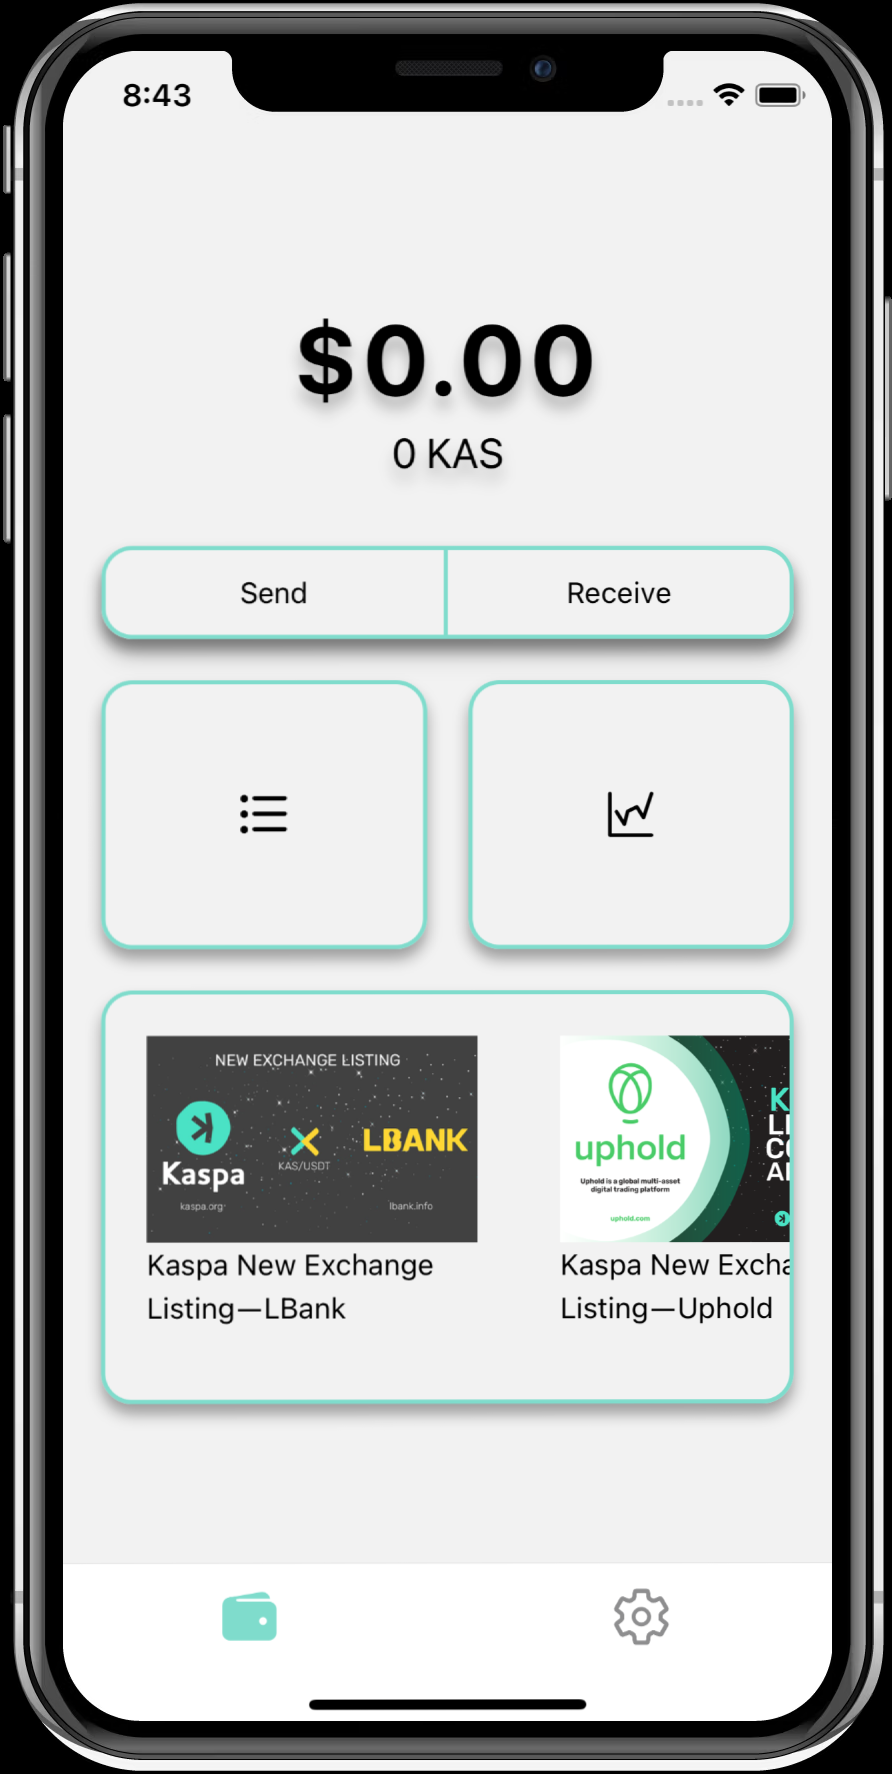 8:43
$0.00
0 KAS
Send
Receive
NEW EXCHANGE LISTING
Kaspa
KAS/USDT
LBANK
kaspa.org
lbank.info
Kaspa New Exchange
Listing—LBank
uphold
Uphold is a global multi-asset
digital trading platform
uphold.com
K
LI
CO
AI
Kaspa New Excha
Listing—Uphold